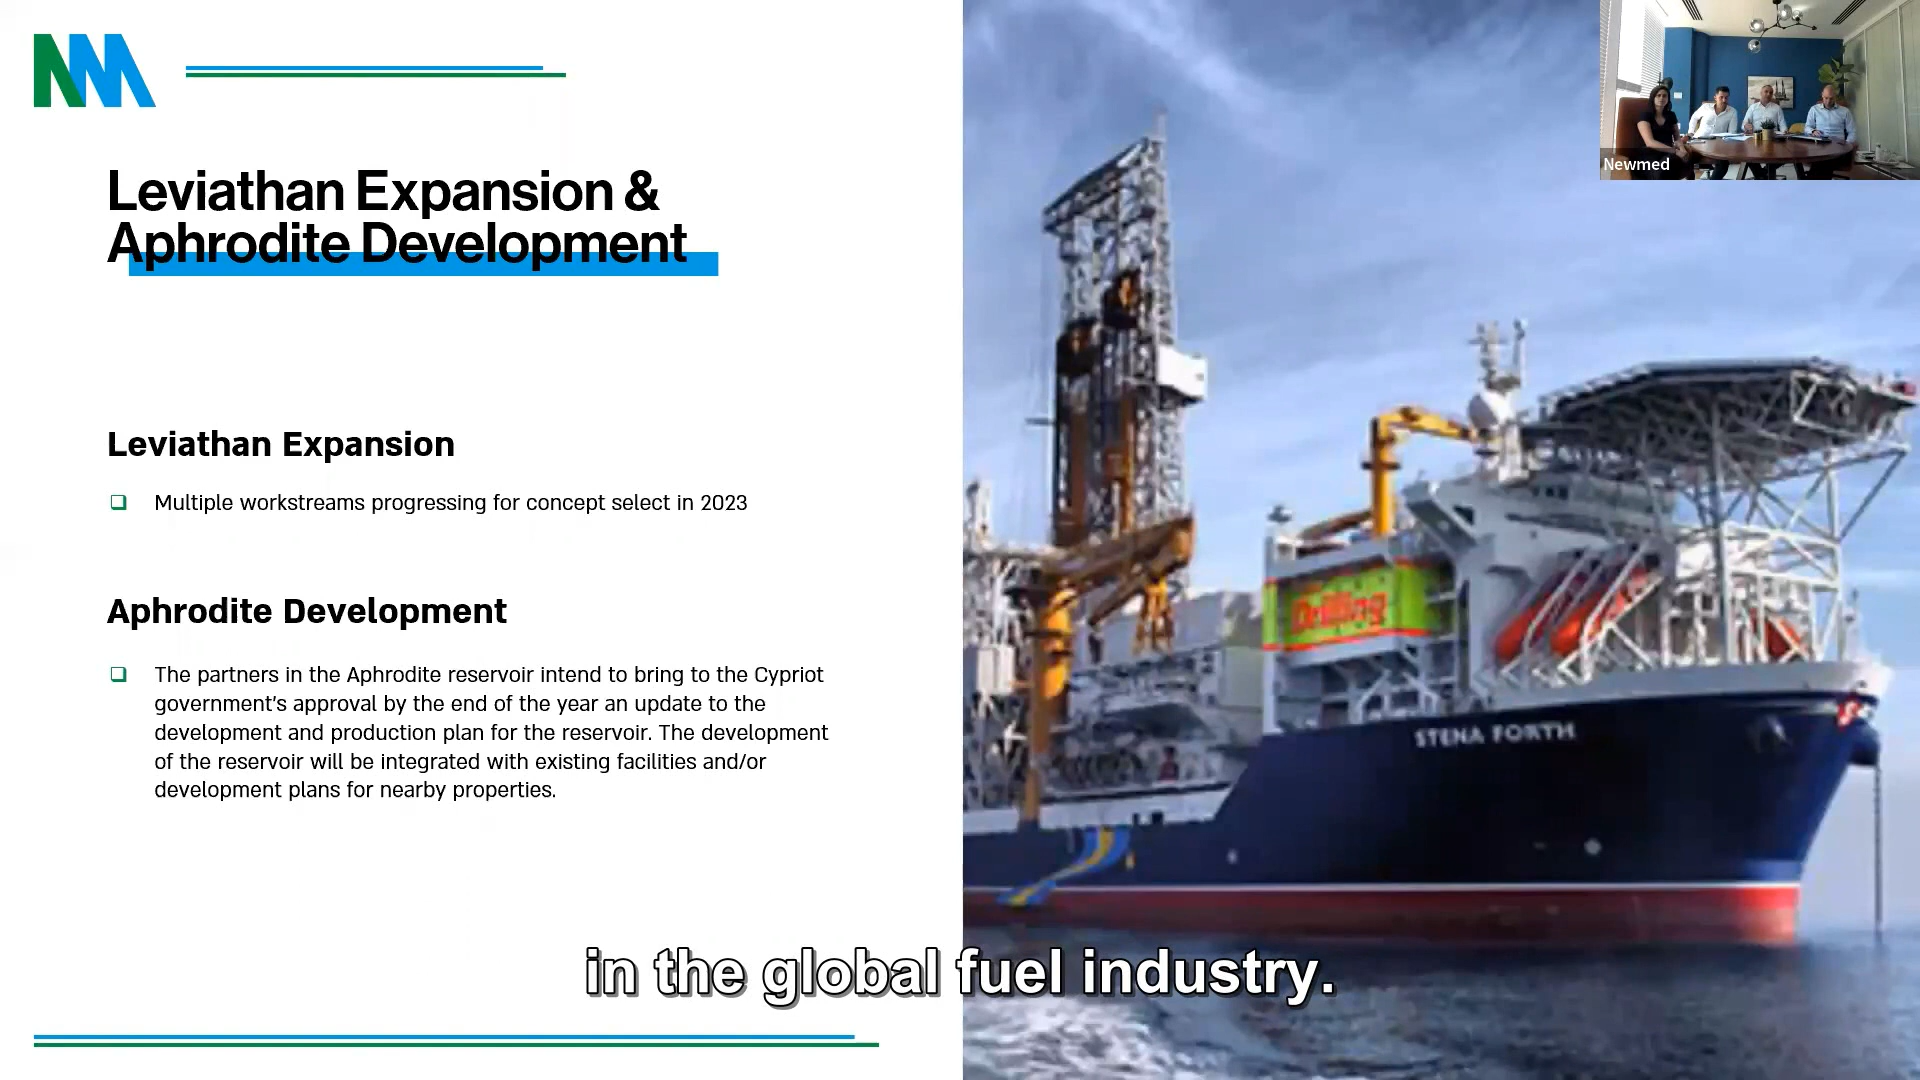 Newmed
Leviathan Expansion &
Aphrodite Development
Leviathan Expansion
Multiple workstreams progressing for concept select in 2023
Aphrodite Development
The partners in the Aphrodite reservoir intend to bring to the Cypriot
government's approval by the end of the year an update to the
development and production plan for the reservoir. The development
of the reservoir will be integrated with existing facilities and/or
development plans for nearby properties.
Drilling
STENA FORTH
in the global fuel industry.